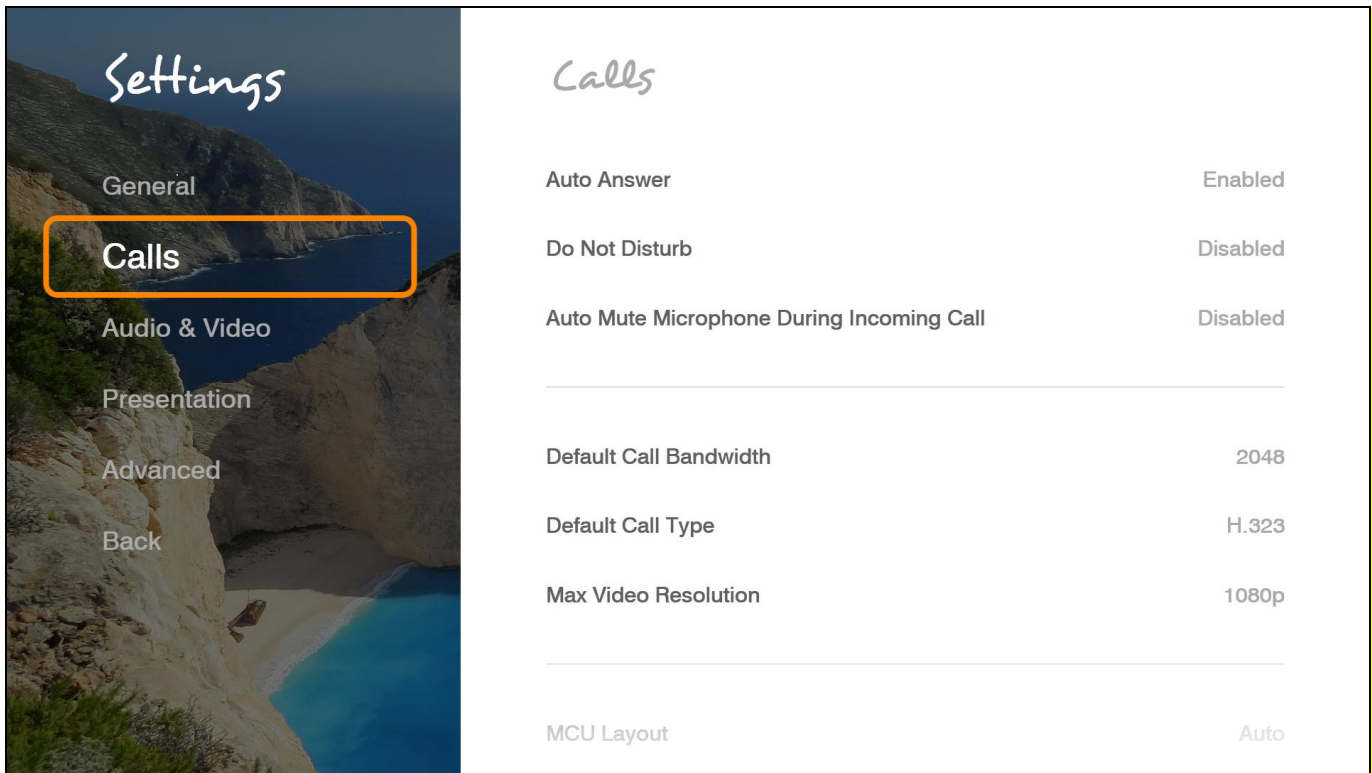 Settings
General
Calls
Audio & Video
Presentation
Advanced
Back
Calls
Auto Answer Enabled
Do Not Disturb Disabled
Auto Mute Microphone During Incoming Call Disabled
Default Call Bandwidth 2048
Default Call Type H.323
Max Video Resolution 1080p
MCU Layout Auto